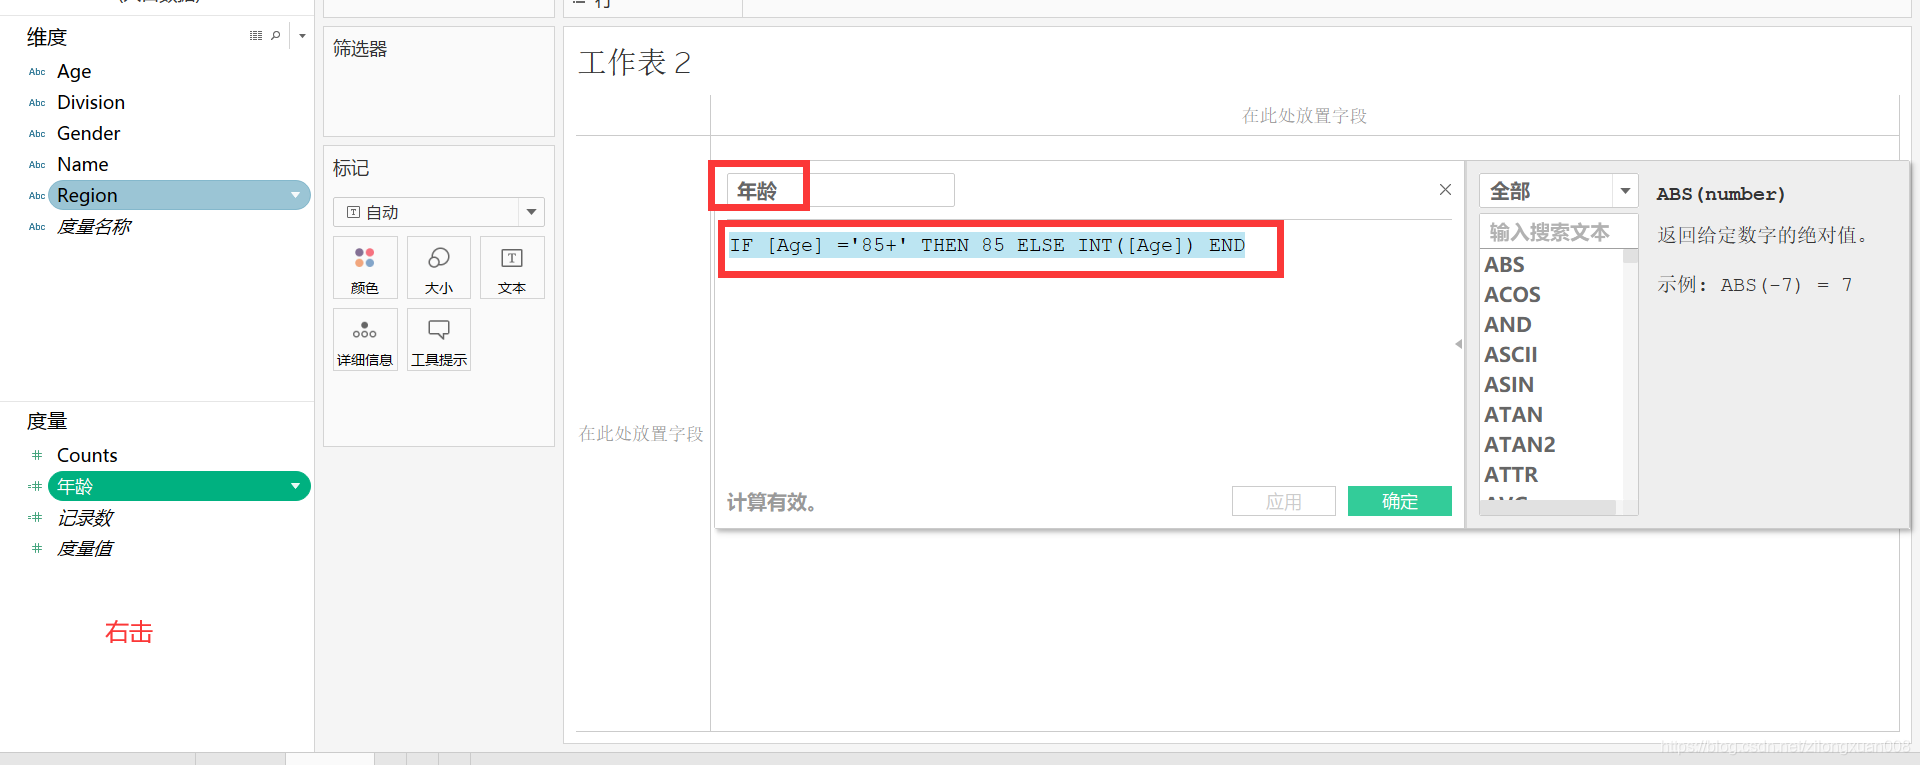 维度
Abc Age
Abc Division
Abc Gender
Abc Name
Abc Region
Abc 度量名称
度量
Counts
年龄
记录数
度量值
右击
筛选器
标记
自动
颜色
大小
文本
详细信息
工具提示
行
工作表 2
在此处放置字段
在此处放置字段
年龄
IF [Age] ='85+' THEN 85 ELSE INT([Age]) END
计算有效。
应用
确定
全部
输入搜索文本
ABS
ACOS
AND
ASCII
ASIN
ATAN
ATAN2
ATTR
AVG
ABS(number)
返回给定数字的绝对值。
示例: ABS(-7) = 7
https://blog.csdn.net/zitongxuan008